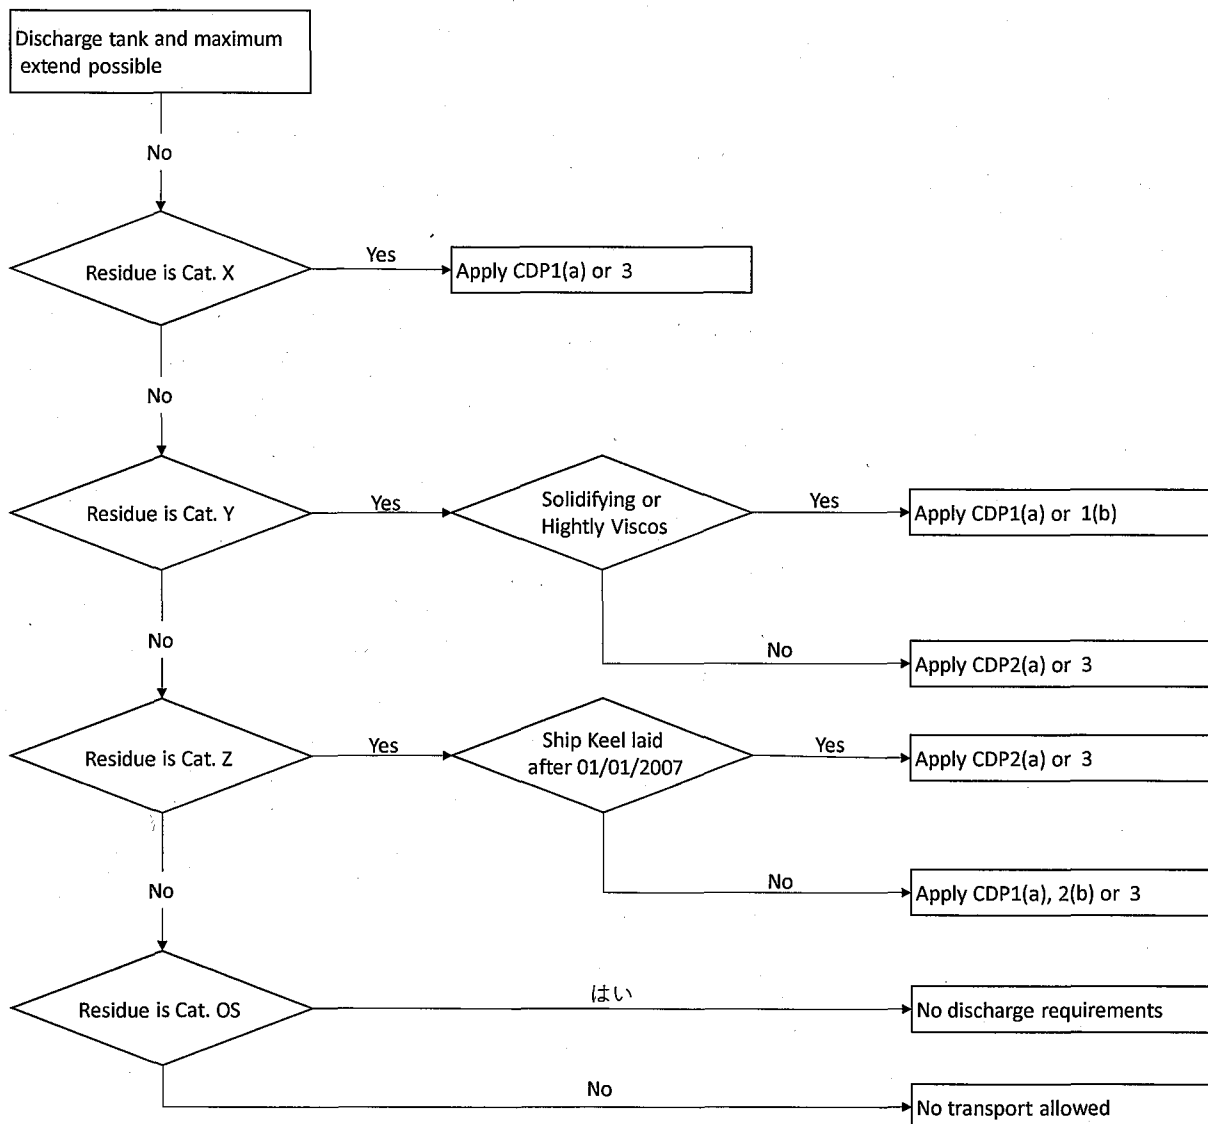 Discharge tank and maximum
extend possible
No
Residue is Cat. X
Yes
Apply CDP1(a) or 3
No
Residue is Cat. Y
Yes
Solidifying or
Hightly Viscos
Yes
Apply CDP1(a) or 1(b)
No
No
Apply CDP2(a) or 3
Residue is Cat. Z
Yes
Ship Keel laid
after 01/01/2007
Yes
Apply CDP2(a) or 3
No
No
Apply CDP1(a), 2(b) or 3
Residue is Cat. OS
はい
No discharge requirements
No
No transport allowed